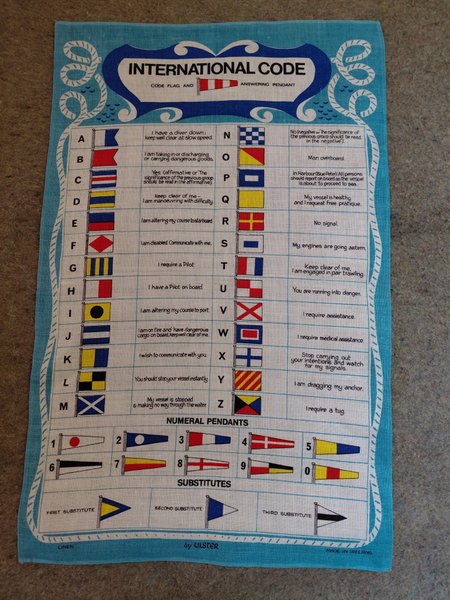 INTERNATIONAL CODE
CODE FLAG AND ANSWERING PENDANT
A
I have a diver down;
keep well clear at slow speed.
B
I am taking in or discharging,
or carrying dangerous goods.
C
Yes (affirmative or "The
significance of the previous group
should be read in the affirmative).
D
Keep clear of me –
I am manoeuvring with difficulty.
E
I am altering my course to starboard
F
I am disabled. Communicate with me.
G
I require a Pilot.
H
I have a Pilot on board.
I
I am altering my course to port.
J
I am on fire and have dangerous
cargo on board; keep well clear of me.
K
I wish to communicate with you.
L
You should stop your vessel instantly.
M
My vessel is stopped
& making no way through the water.
N
No (negative or The significance of
the previous group should be read in
the negative).
O
Man overboard.
P
In Harbour (Blue Peter) All persons
should report on board as the vessel
is about to proceed to sea.
Q
My vessel is healthy
and I request free pratique.
R
No signal.
S
My engines are going astern.
T
Keep clear of me;
I am engaged in pair trawling.
U
You are running into danger.
V
I require assistance.
W
I require medical assistance.
X
Stop carrying out
your intentions and watch
for my signals.
Y
I am dragging my anchor.
Z
I require a tug.
NUMERAL PENDANTS
1 2 3 4 5
6 7 8 9 0
SUBSTITUTES
FIRST SUBSTITUTE
SECOND SUBSTITUTE
THIRD SUBSTITUTE
LINEN by ULSTER MADE IN IRELAND